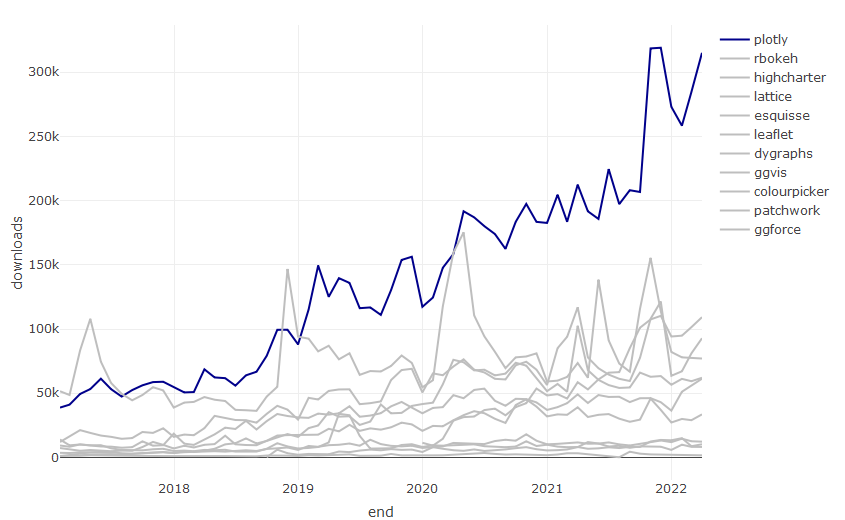 plotly
rbokeh
highcharter
lattice
esquisse
leaflet
dygraphs
ggvis
colourpicker
patchwork
ggforce
downloads
300k
250k
200k
150k
100k
50k
0
2018
2019
2020
2021
2022
end